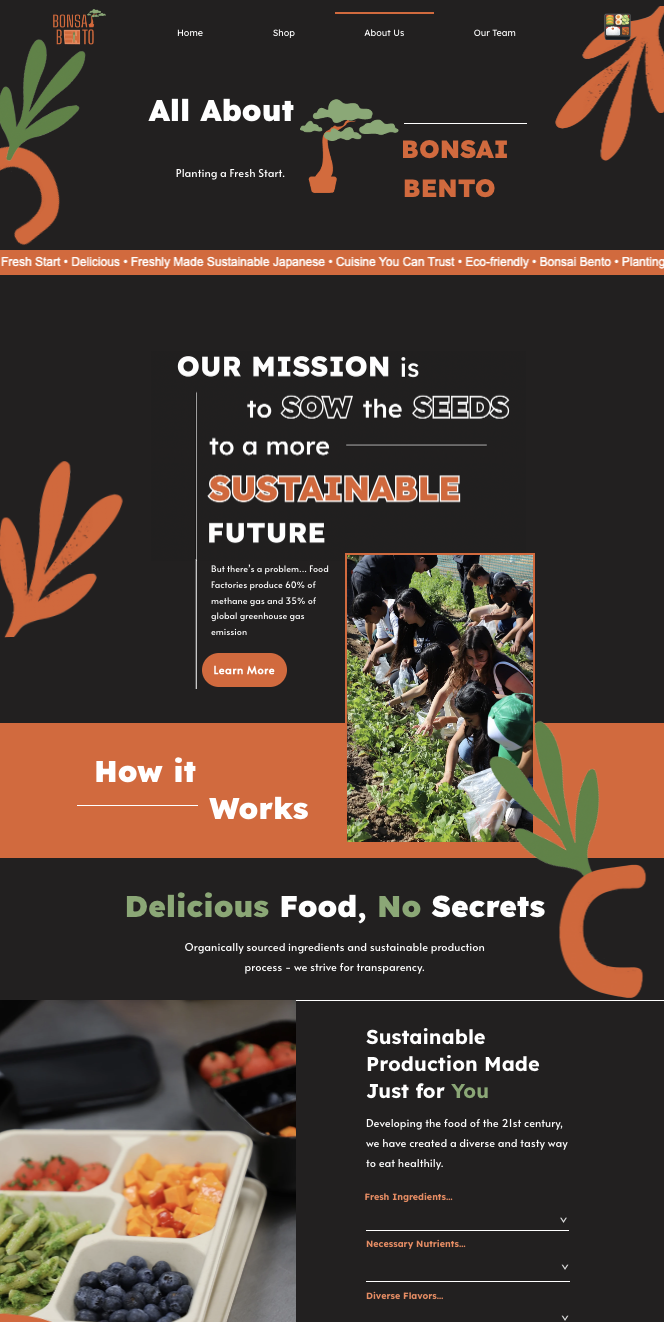 BONSAI
BENTO
Home
Shop
About Us
Our Team
All About
Planting a Fresh Start.
BONSAI
BENTO
Fresh Start • Delicious • Freshly Made Sustainable Japanese • Cuisine You Can Trust • Eco-friendly • Bonsai Bento • Planting
OUR MISSION is
to SOW the SEEDS
to a more
SUSTAINABLE
FUTURE
But there's a problem... Food
Factories produce 60% of
methane gas and 35% of
global greenhouse gas
emission
Learn More
How it
Works
Delicious Food, No Secrets
Organically sourced ingredients and sustainable production
process - we strive for transparency.
Sustainable
Production Made
Just for You
Developing the food of the 21st century,
we have created a diverse and tasty way
to eat healthily.
Fresh Ingredients...
Necessary Nutrients...
Diverse Flavors...